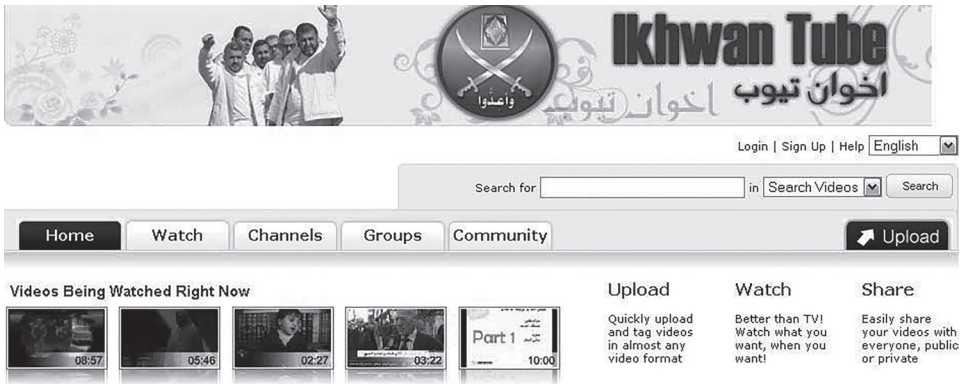 Ikhwan Tube
اخوان تيوب
اخوان تيوب
وأعدوا
Login | Sign Up | Help English
Search for in Search Videos Search
Home Watch Channels Groups Community Upload
Videos Being Watched Right Now
08:57 05:46 02:27 03:22 Part 1 10:00
Upload
Quickly upload
and tag videos
in almost any
video format
Watch
Better than TV!
Watch what you
want, when you
want!
Share
Easily share
your videos with
everyone, public
or private